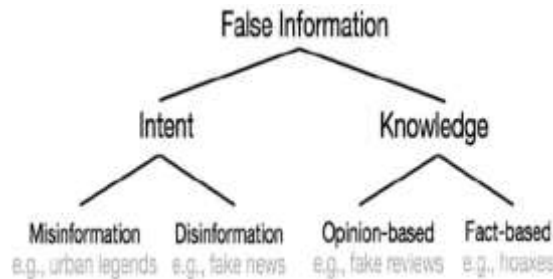 False Information
Intent Knowledge
Misinformation Disinformation Opinion-based Fact-based
e.g., urban legends e.g., fake news e.g., fake reviews e.g., hoaxes